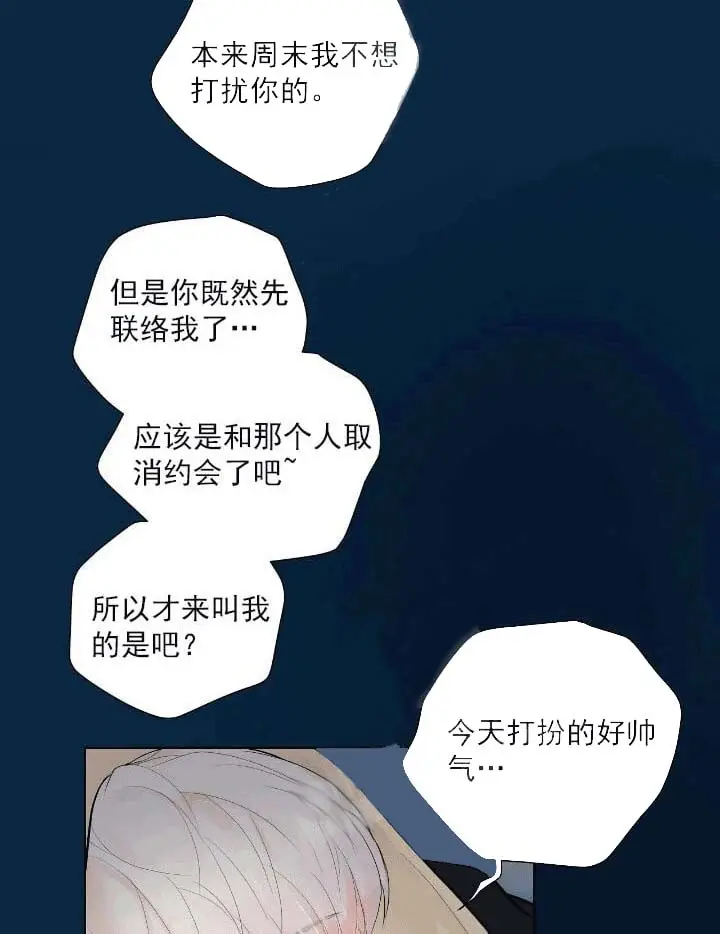 本来周末我不想
打扰你的。
但是你既然先
联络我了…
应该是和那个人取
消约会了吧~
所以才来叫我
的是吧？
今天打扮的好帅
气…